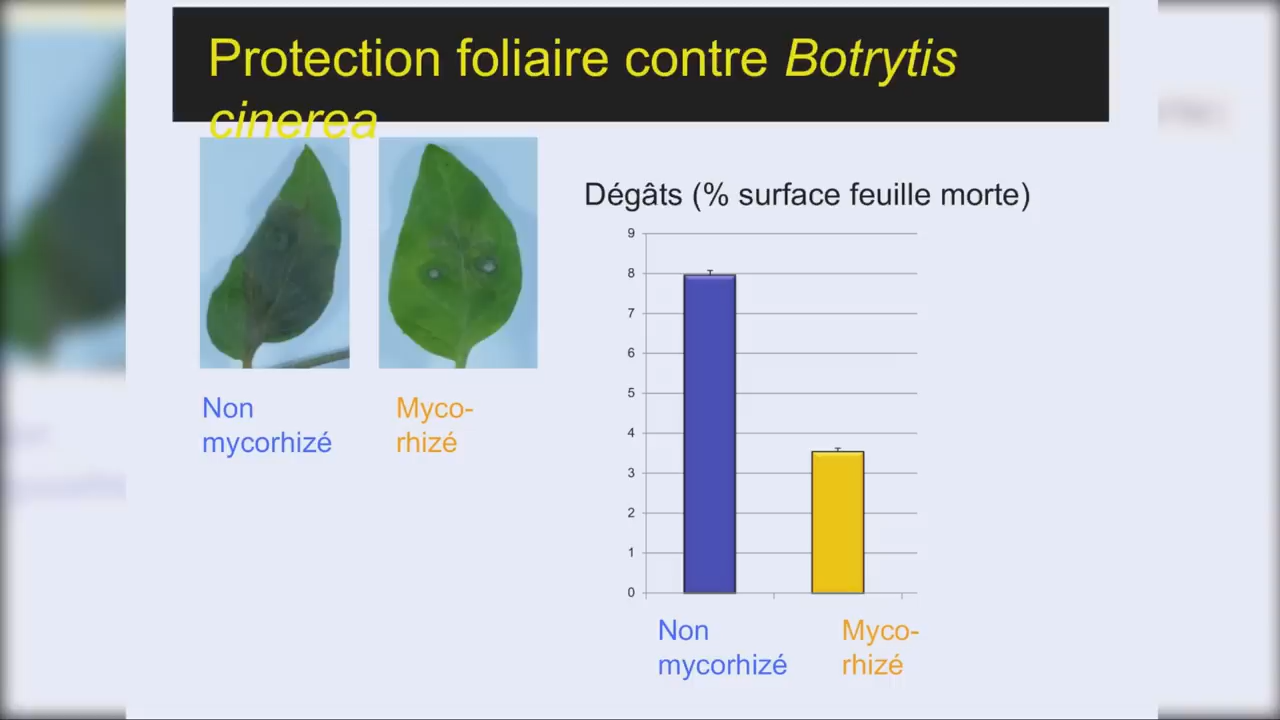 Protection foliaire contre Botrytis
cinerea
Non
mycorhizé
Myco-
rhizé
Dégâts (% surface feuille morte)
9
8
7
6
5
4
3
2
1
0
Non
mycorhizé
Myco-
rhizé